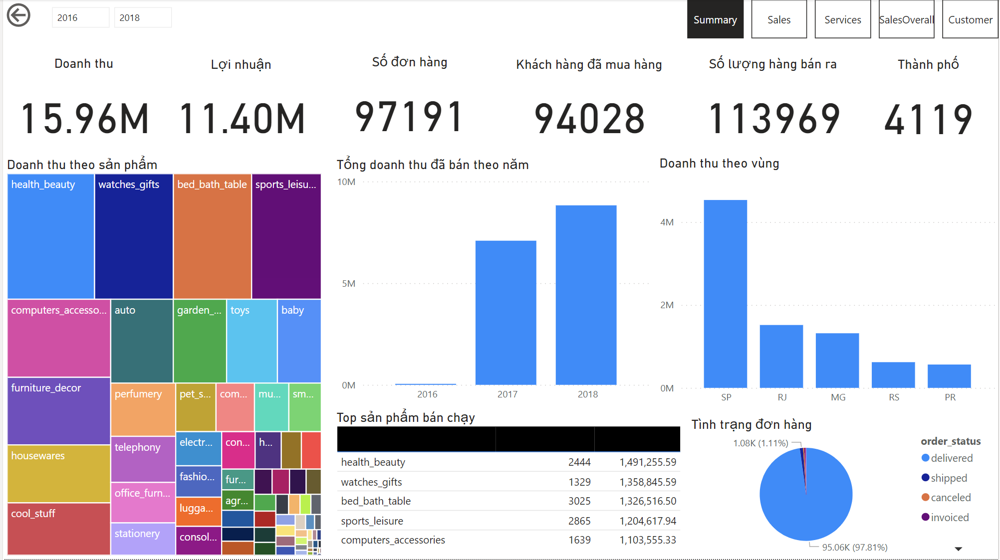 2016
2018
Summary
Sales
Services
SalesOverall
Customer
Doanh thu
Lợi nhuận
Số đơn hàng
Khách hàng đã mua hàng
Số lượng hàng bán ra
Thành phố
15.96M
11.40M
97191
94028
113969
4119
Doanh thu theo sản phẩm
health_beauty
watches_gifts
bed_bath_table
sports_leisu...
computers_accesso...
auto
garden_...
toys
baby
furniture_decor
perfumery
pet_s...
com...
mu...
sm...
housewares
telephony
electr...
con...
h...
fashio...
fur...
office_furn...
agr...
cool_stuff
lugga...
stationery
consol...
Tổng doanh thu đã bán theo năm
10M
5M
0M
2016
2017
2018
Doanh thu theo vùng
4M
2M
0M
SP
RJ
MG
RS
PR
Top sản phẩm bán chạy
health_beauty 2444 1,491,255.59
watches_gifts 1329 1,358,845.59
bed_bath_table 3025 1,326,516.50
sports_leisure 2865 1,204,617.94
computers_accessories 1639 1,103,555.33
Tình trạng đơn hàng
1.08K (1.11%)
95.06K (97.81%)
order_status
delivered
shipped
canceled
invoiced